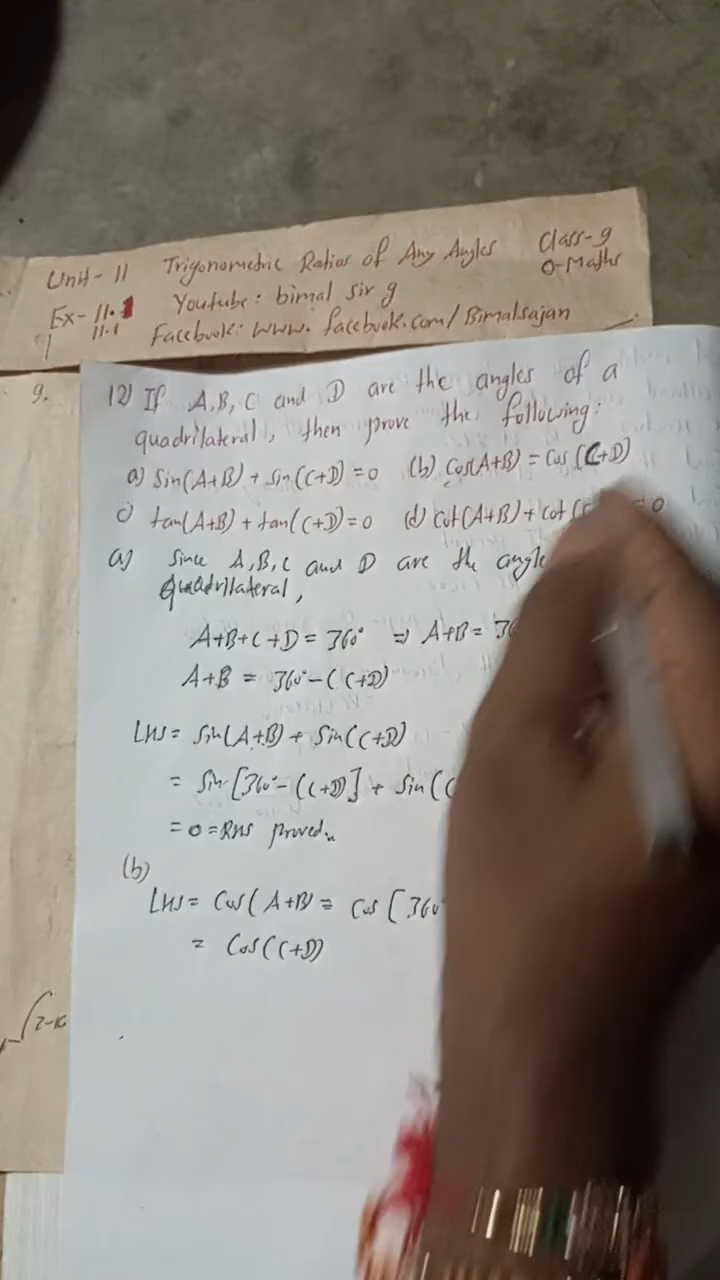 Unit- 11 Trigonometric Ratios of Any Angles Class-9
O-Maths
Ex- 11.1 Youtube: bimal sir g
11.1
Facebook: www.facebook.com/Bimalsajan
9.
12) If A,B,C and D are the angles of a
quadrilateral, then prove the following:
a) Sin(A+B) + Sin(C+D) = 0 (b) Cos(A+B) = Cos(C+D)
c) tan(A+B) + tan(C+D) = 0 (d) Cot(A+B) + Cot(C = 0
a) Since A,B,C and D are the angle
quadrilateral,
A+B+C+D = 360° ⇒ A+B = 36
A+B = 360° - (C+D)
LHS = Sin(A+B) + Sin(C+D)
= Sin[360° - (C+D)] + Sin(C
= 0 = RHS proved.
(b)
LHS = Cos(A+B) = Cos[360
= Cos(C+D)